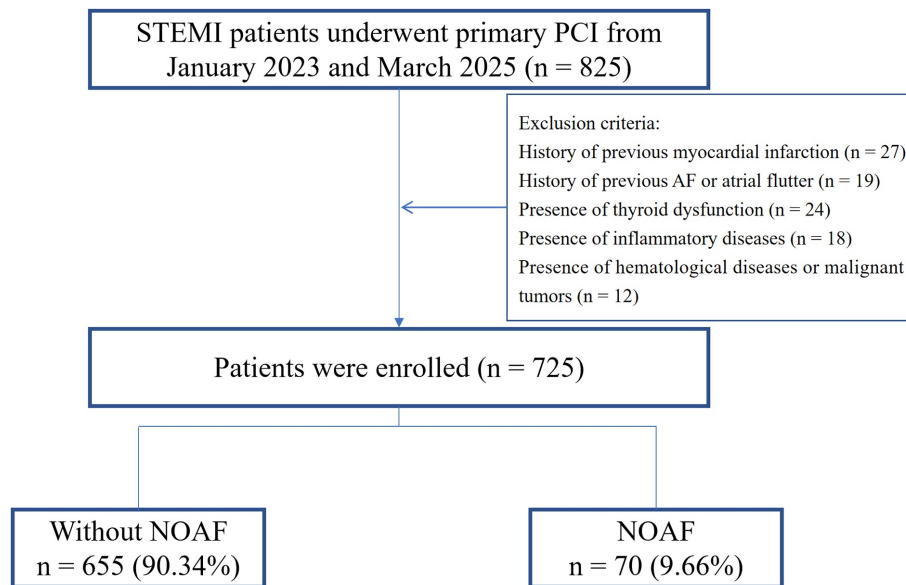 STEMI patients underwent primary PCI from
January 2023 and March 2025 (n = 825)
Exclusion criteria:
History of previous myocardial infarction (n = 27)
History of previous AF or atrial flutter (n = 19)
Presence of thyroid dysfunction (n = 24)
Presence of inflammatory diseases (n = 18)
Presence of hematological diseases or malignant
tumors (n = 12)
Patients were enrolled (n = 725)
Without NOAF
n = 655 (90.34%)
NOAF
n = 70 (9.66%)